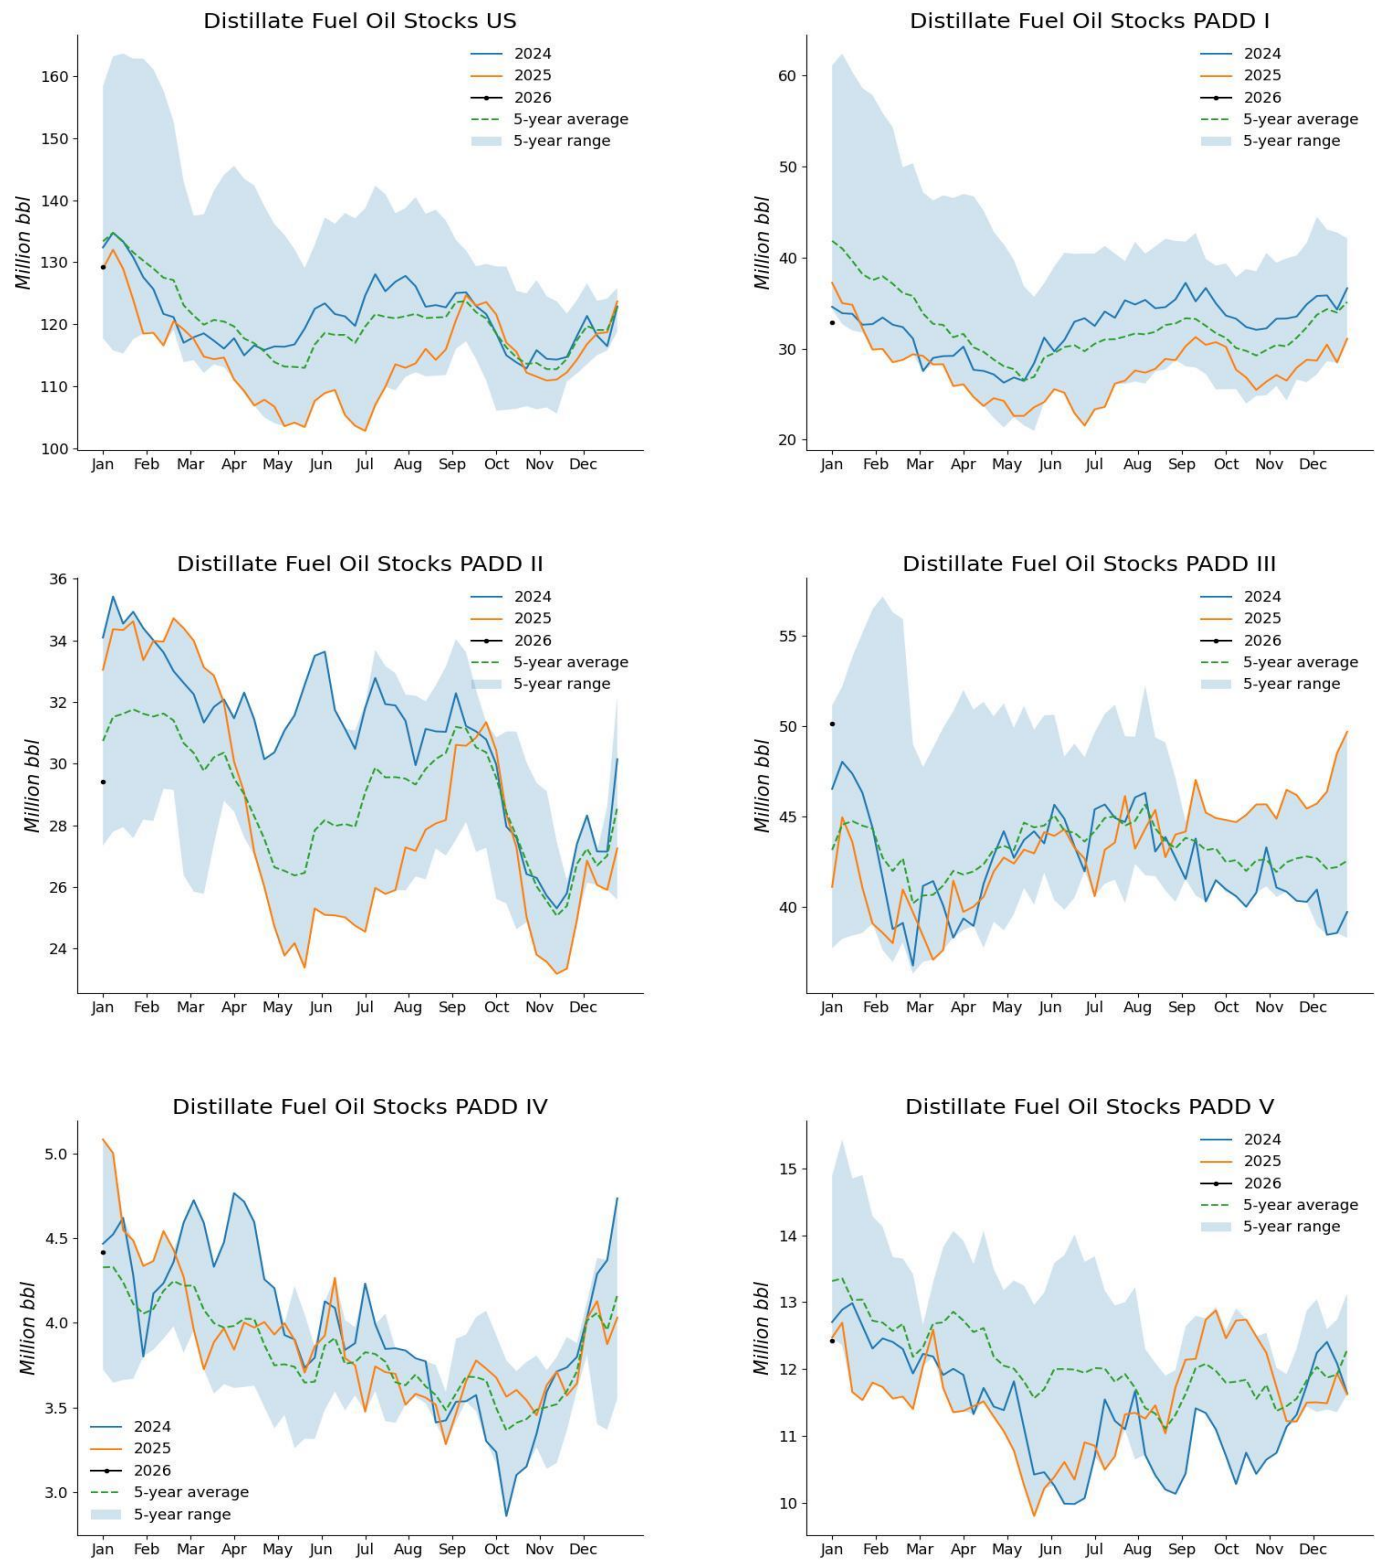 Distillate Fuel Oil Stocks US
Million bbl
160
150
140
130
120
110
100
Jan Feb Mar Apr May Jun Jul Aug Sep Oct Nov Dec
2024
2025
2026
5-year average
5-year range
Distillate Fuel Oil Stocks PADD I
Million bbl
60
50
40
30
20
Jan Feb Mar Apr May Jun Jul Aug Sep Oct Nov Dec
2024
2025
2026
5-year average
5-year range
Distillate Fuel Oil Stocks PADD II
Million bbl
36
34
32
30
28
26
24
Jan Feb Mar Apr May Jun Jul Aug Sep Oct Nov Dec
2024
2025
2026
5-year average
5-year range
Distillate Fuel Oil Stocks PADD III
Million bbl
55
50
45
40
Jan Feb Mar Apr May Jun Jul Aug Sep Oct Nov Dec
2024
2025
2026
5-year average
5-year range
Distillate Fuel Oil Stocks PADD IV
Million bbl
5.0
4.5
4.0
3.5
3.0
Jan Feb Mar Apr May Jun Jul Aug Sep Oct Nov Dec
2024
2025
2026
5-year average
5-year range
Distillate Fuel Oil Stocks PADD V
Million bbl
15
14
13
12
11
10
Jan Feb Mar Apr May Jun Jul Aug Sep Oct Nov Dec
2024
2025
2026
5-year average
5-year range